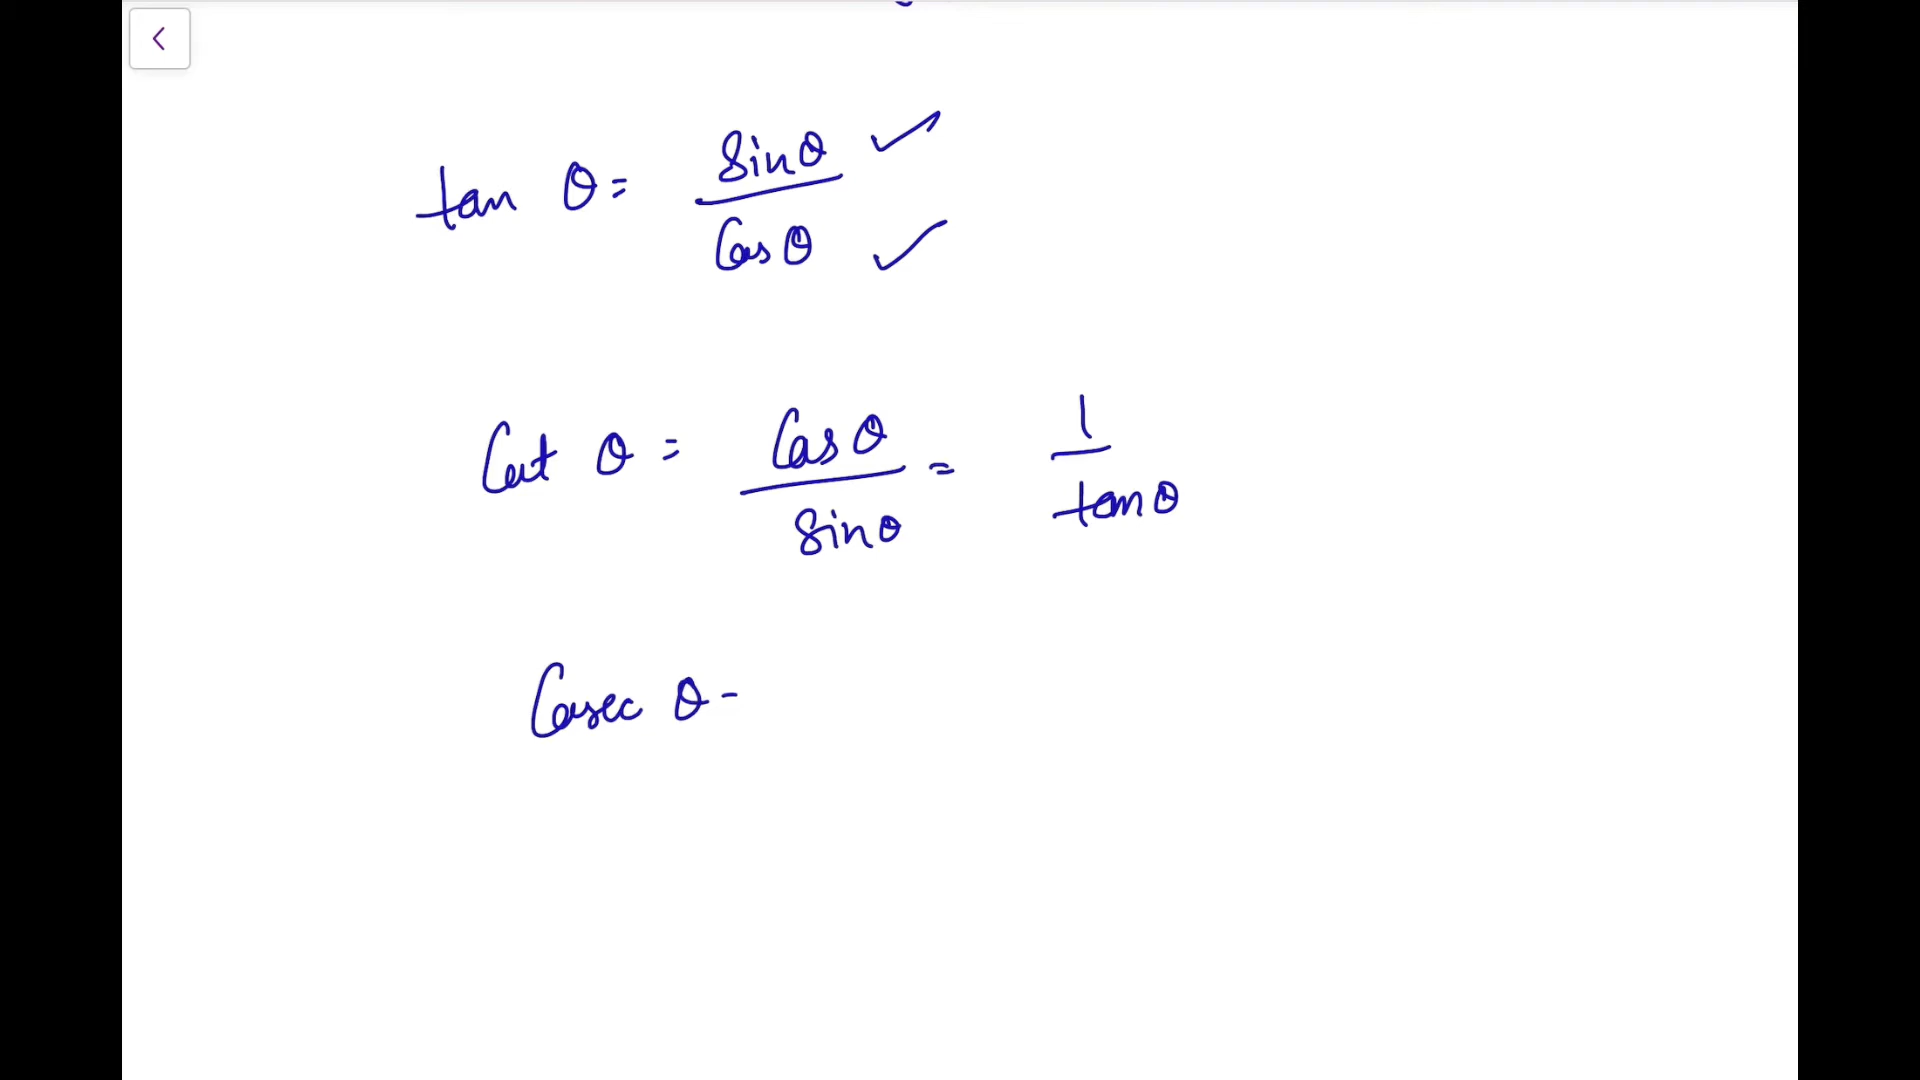 tan θ = sinθ / cosθ ✓ ✓
Cot θ = Cosθ / sinθ = 1 / tanθ
Cosec θ -